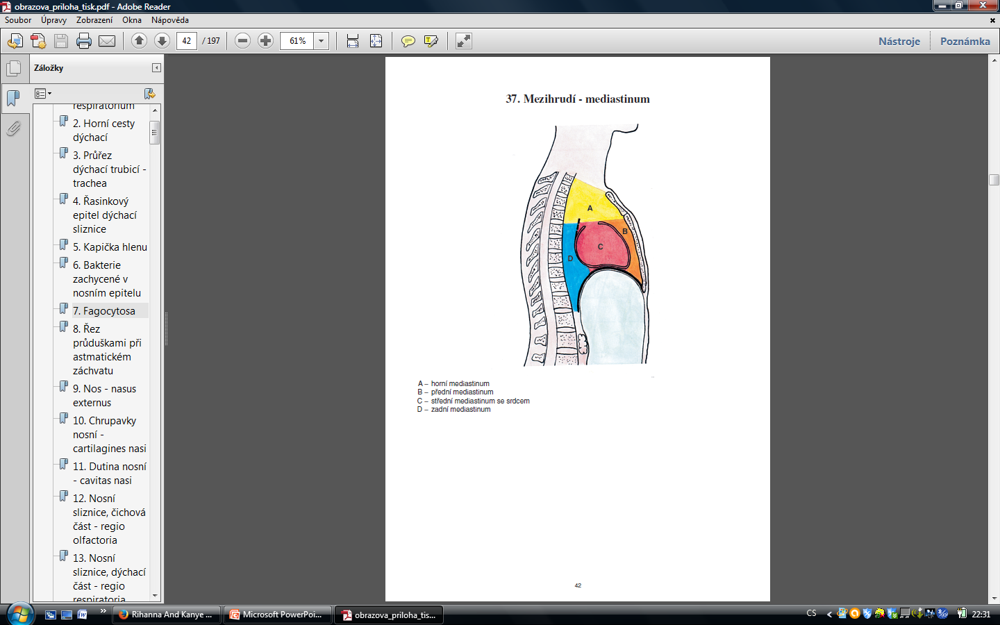 obrazova_priloha_tisk.pdf - Adobe Reader
Soubor Úpravy Zobrazení Okna Nápověda
42 / 197 61% Nástroje Poznámka
Záložky
respiratorium
2. Horní cesty
dýchací
3. Průřez
dýchací trubicí -
trachea
4. Řasinkový
epitel dýchací
sliznice
5. Kapička hlenu
6. Bakterie
zachycené v
nosním epitelu
7. Fagocytosa
8. Řez
průduškami při
astmatickém
záchvatu
9. Nos - nasus
externus
10. Chrupavky
nosní -
cartilagines nasi
11. Dutina nosní
- cavitas nasi
12. Nosní
sliznice, čichová
část - regio
olfactoria
13. Nosní
sliznice, dýchací
část - regio
respiratoria
37. Mezihrudí - mediastinum
A
B
C
D
A – horní mediastinum
B – přední mediastinum
C – střední mediastinum se srdcem
D – zadní mediastinum
42
Rihanna And Kanye ... Microsoft PowerPoi... obrazova_priloha_tis... CS 22:31